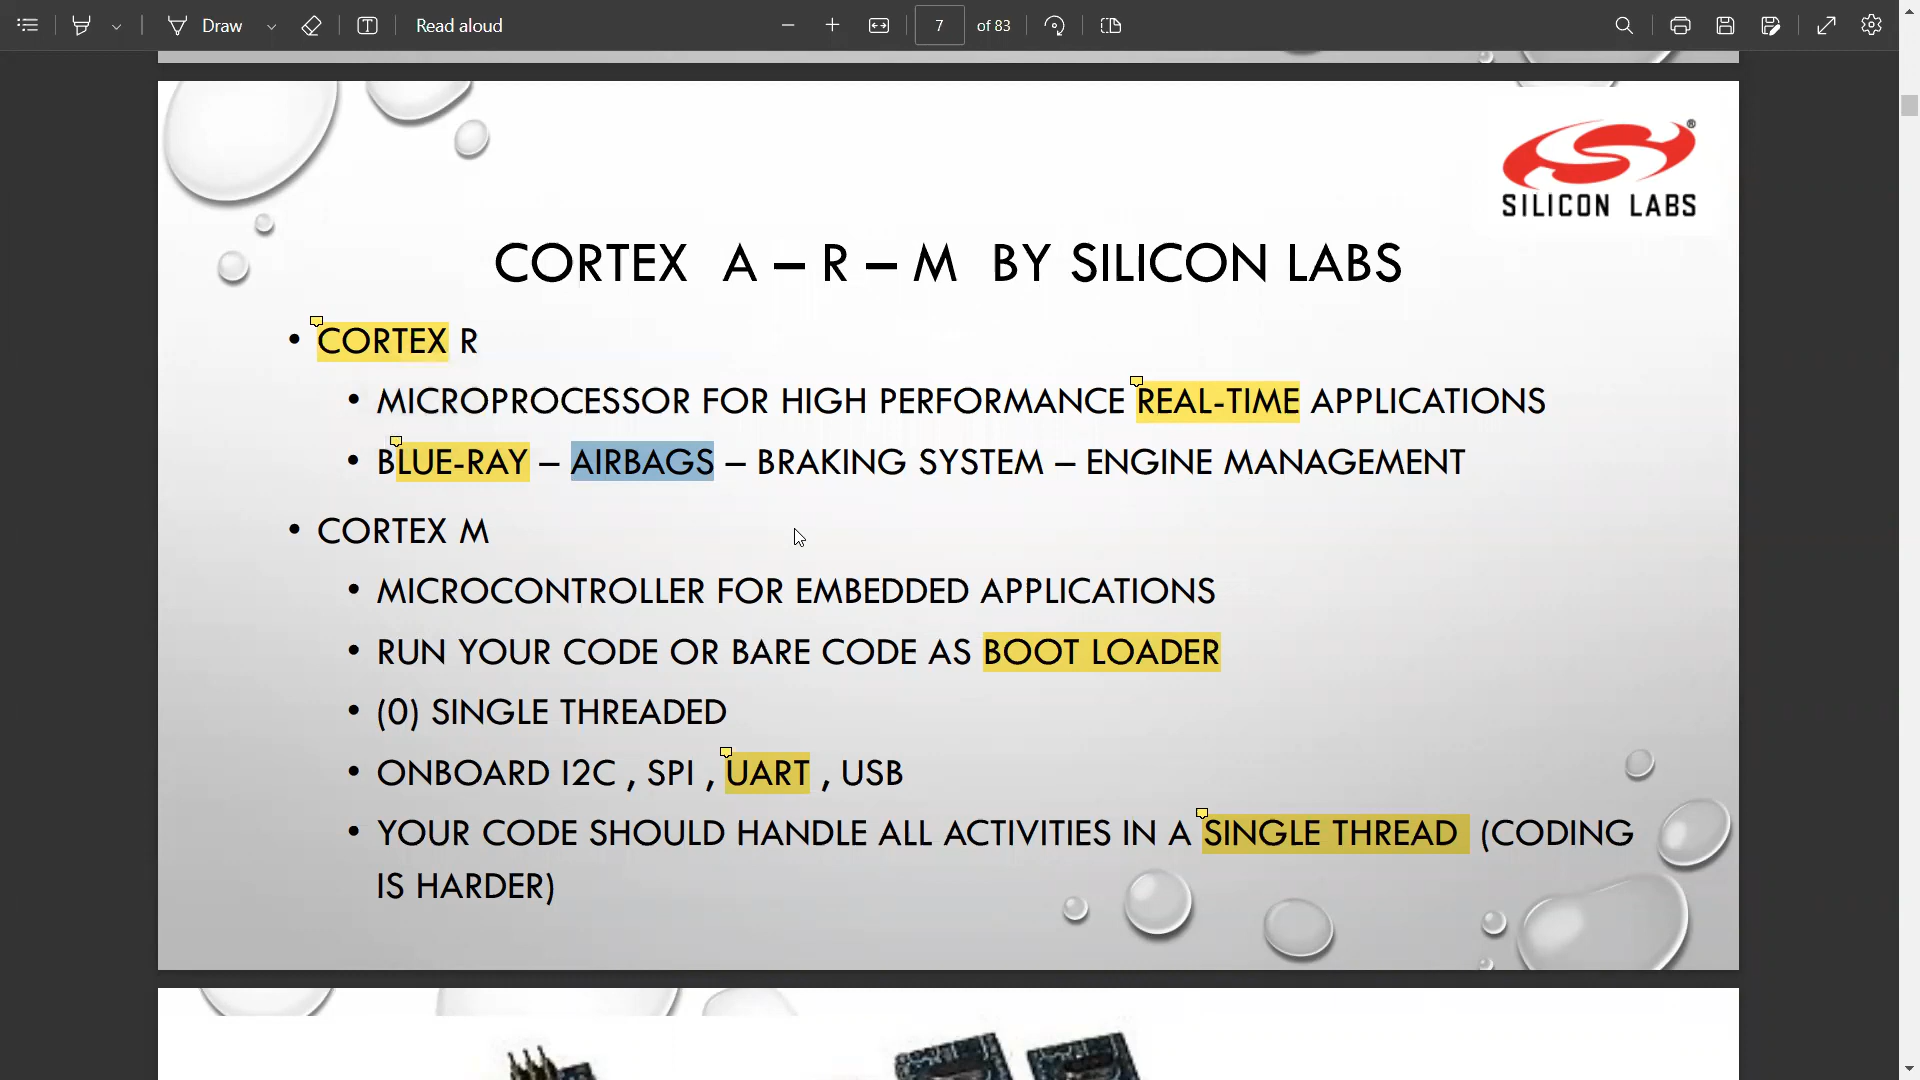 Draw
Read aloud
7 of 83
SILICON LABS®
CORTEX A – R – M BY SILICON LABS
• CORTEX R
• MICROPROCESSOR FOR HIGH PERFORMANCE REAL-TIME APPLICATIONS
• BLUE-RAY – AIRBAGS – BRAKING SYSTEM – ENGINE MANAGEMENT
• CORTEX M
• MICROCONTROLLER FOR EMBEDDED APPLICATIONS
• RUN YOUR CODE OR BARE CODE AS BOOT LOADER
• (0) SINGLE THREADED
• ONBOARD I2C , SPI , UART , USB
• YOUR CODE SHOULD HANDLE ALL ACTIVITIES IN A SINGLE THREAD (CODING
IS HARDER)